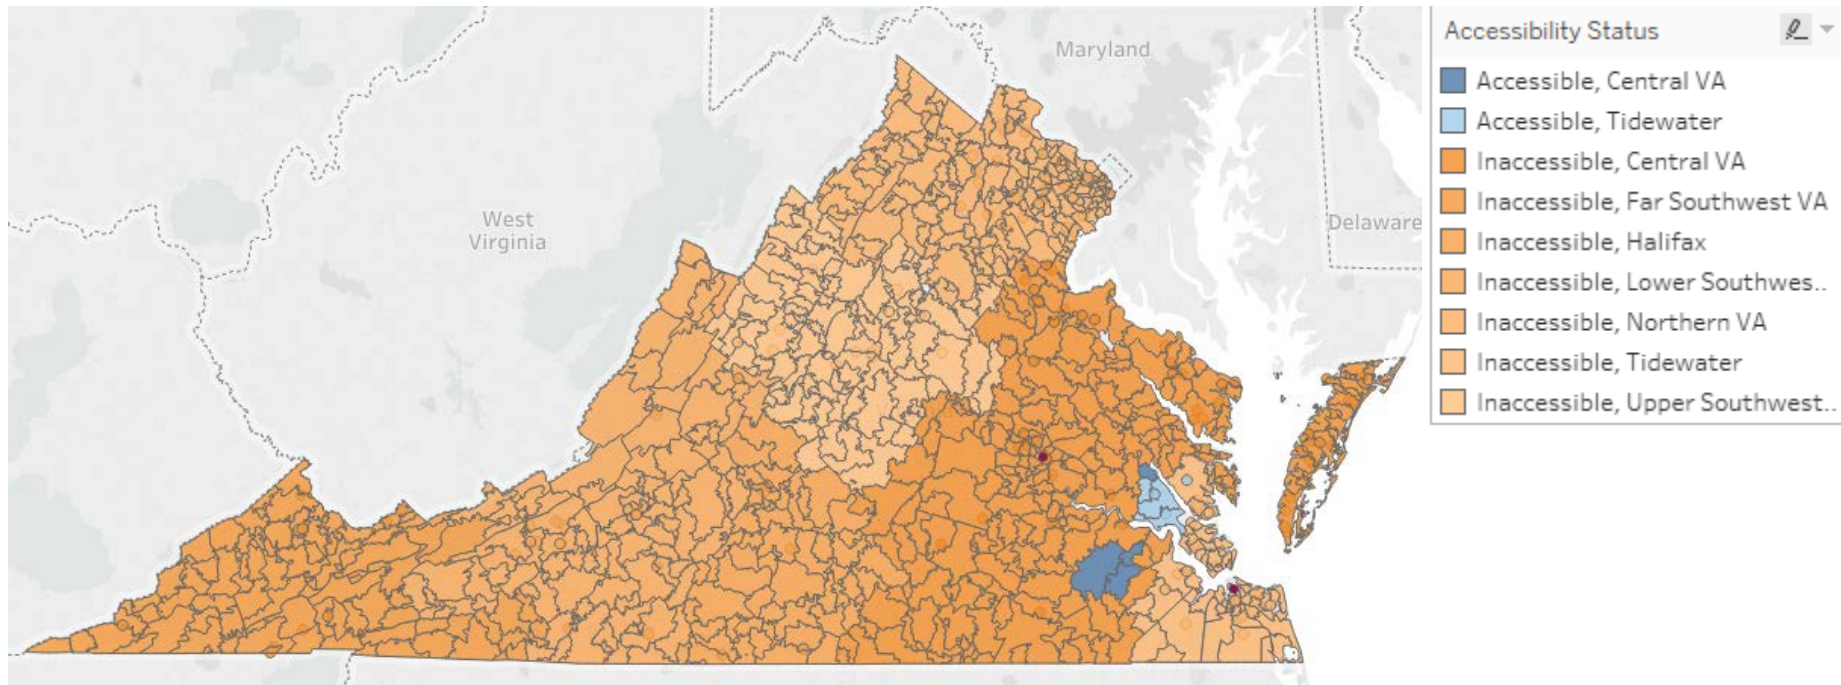 Maryland
West
Virginia
Delaware
Accessibility Status
Accessible, Central VA
Accessible, Tidewater
Inaccessible, Central VA
Inaccessible, Far Southwest VA
Inaccessible, Halifax
Inaccessible, Lower Southwes..
Inaccessible, Northern VA
Inaccessible, Tidewater
Inaccessible, Upper Southwest..